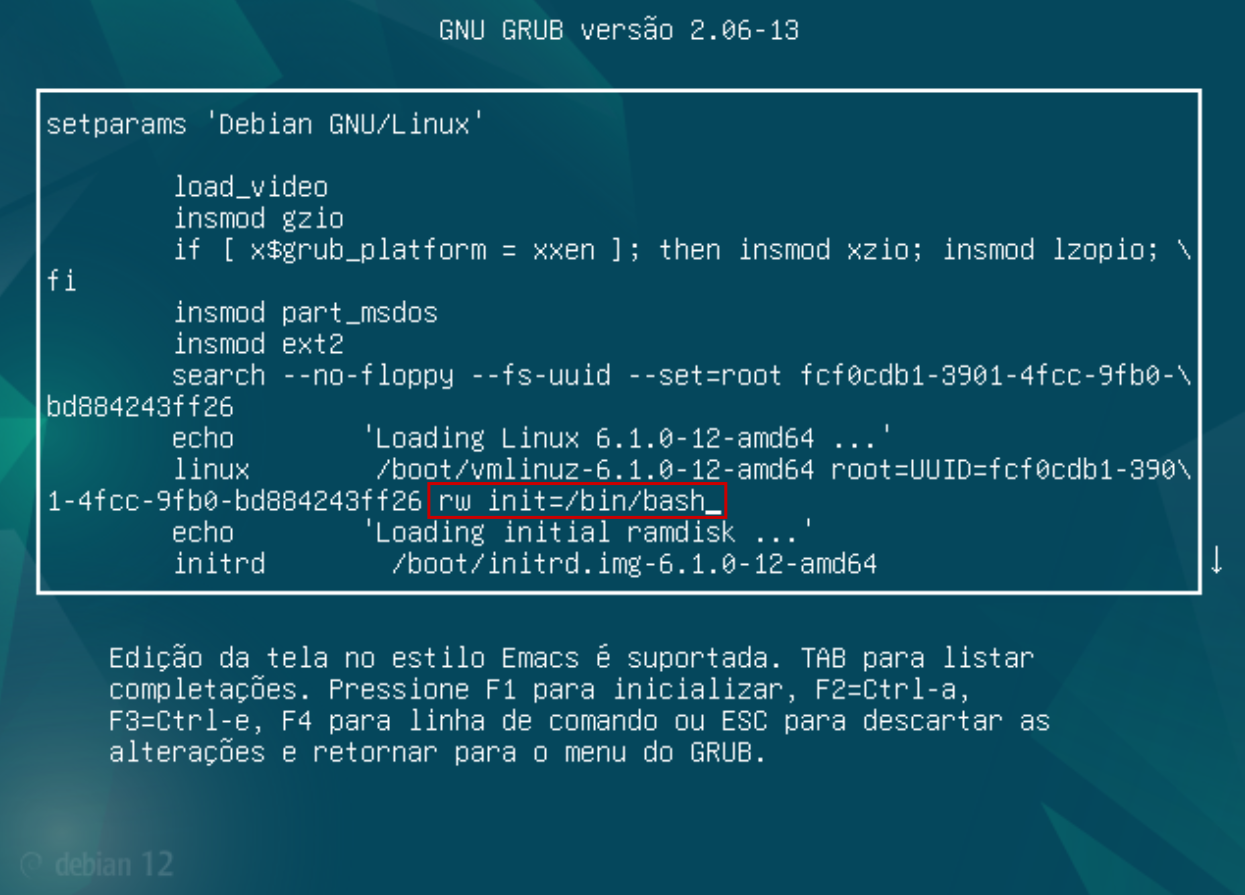 GNU GRUB versão 2.06-13
setparams 'Debian GNU/Linux'
load_video
insmod gzio
if [ x$grub_platform = xxen ]; then insmod xzio; insmod lzopio; \
fi
insmod part_msdos
insmod ext2
search --no-floppy --fs-uuid --set=root fcf0cdb1-3901-4fcc-9fb0-\
bd884243ff26
echo 'Loading Linux 6.1.0-12-amd64 ...'
linux /boot/vmlinuz-6.1.0-12-amd64 root=UUID=fcf0cdb1-390\
1-4fcc-9fb0-bd884243ff26 rw init=/bin/bash_
echo 'Loading initial ramdisk ...'
initrd /boot/initrd.img-6.1.0-12-amd64
↓
Edição da tela no estilo Emacs é suportada. TAB para listar
completações. Pressione F1 para inicializar, F2=Ctrl-a,
F3=Ctrl-e, F4 para linha de comando ou ESC para descartar as
alterações e retornar para o menu do GRUB.
debian 12